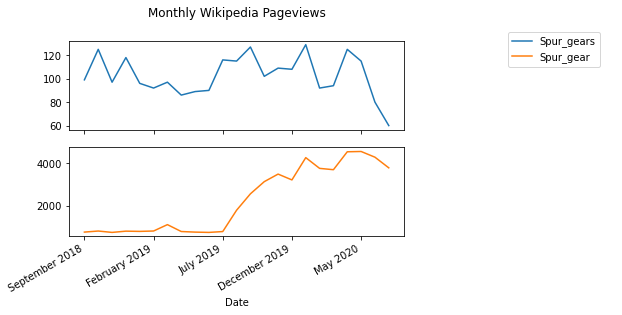 Monthly Wikipedia Pageviews
Spur_gears
Spur_gear
120
100
80
60
4000
2000
September 2018
February 2019
July 2019
December 2019
May 2020
Date